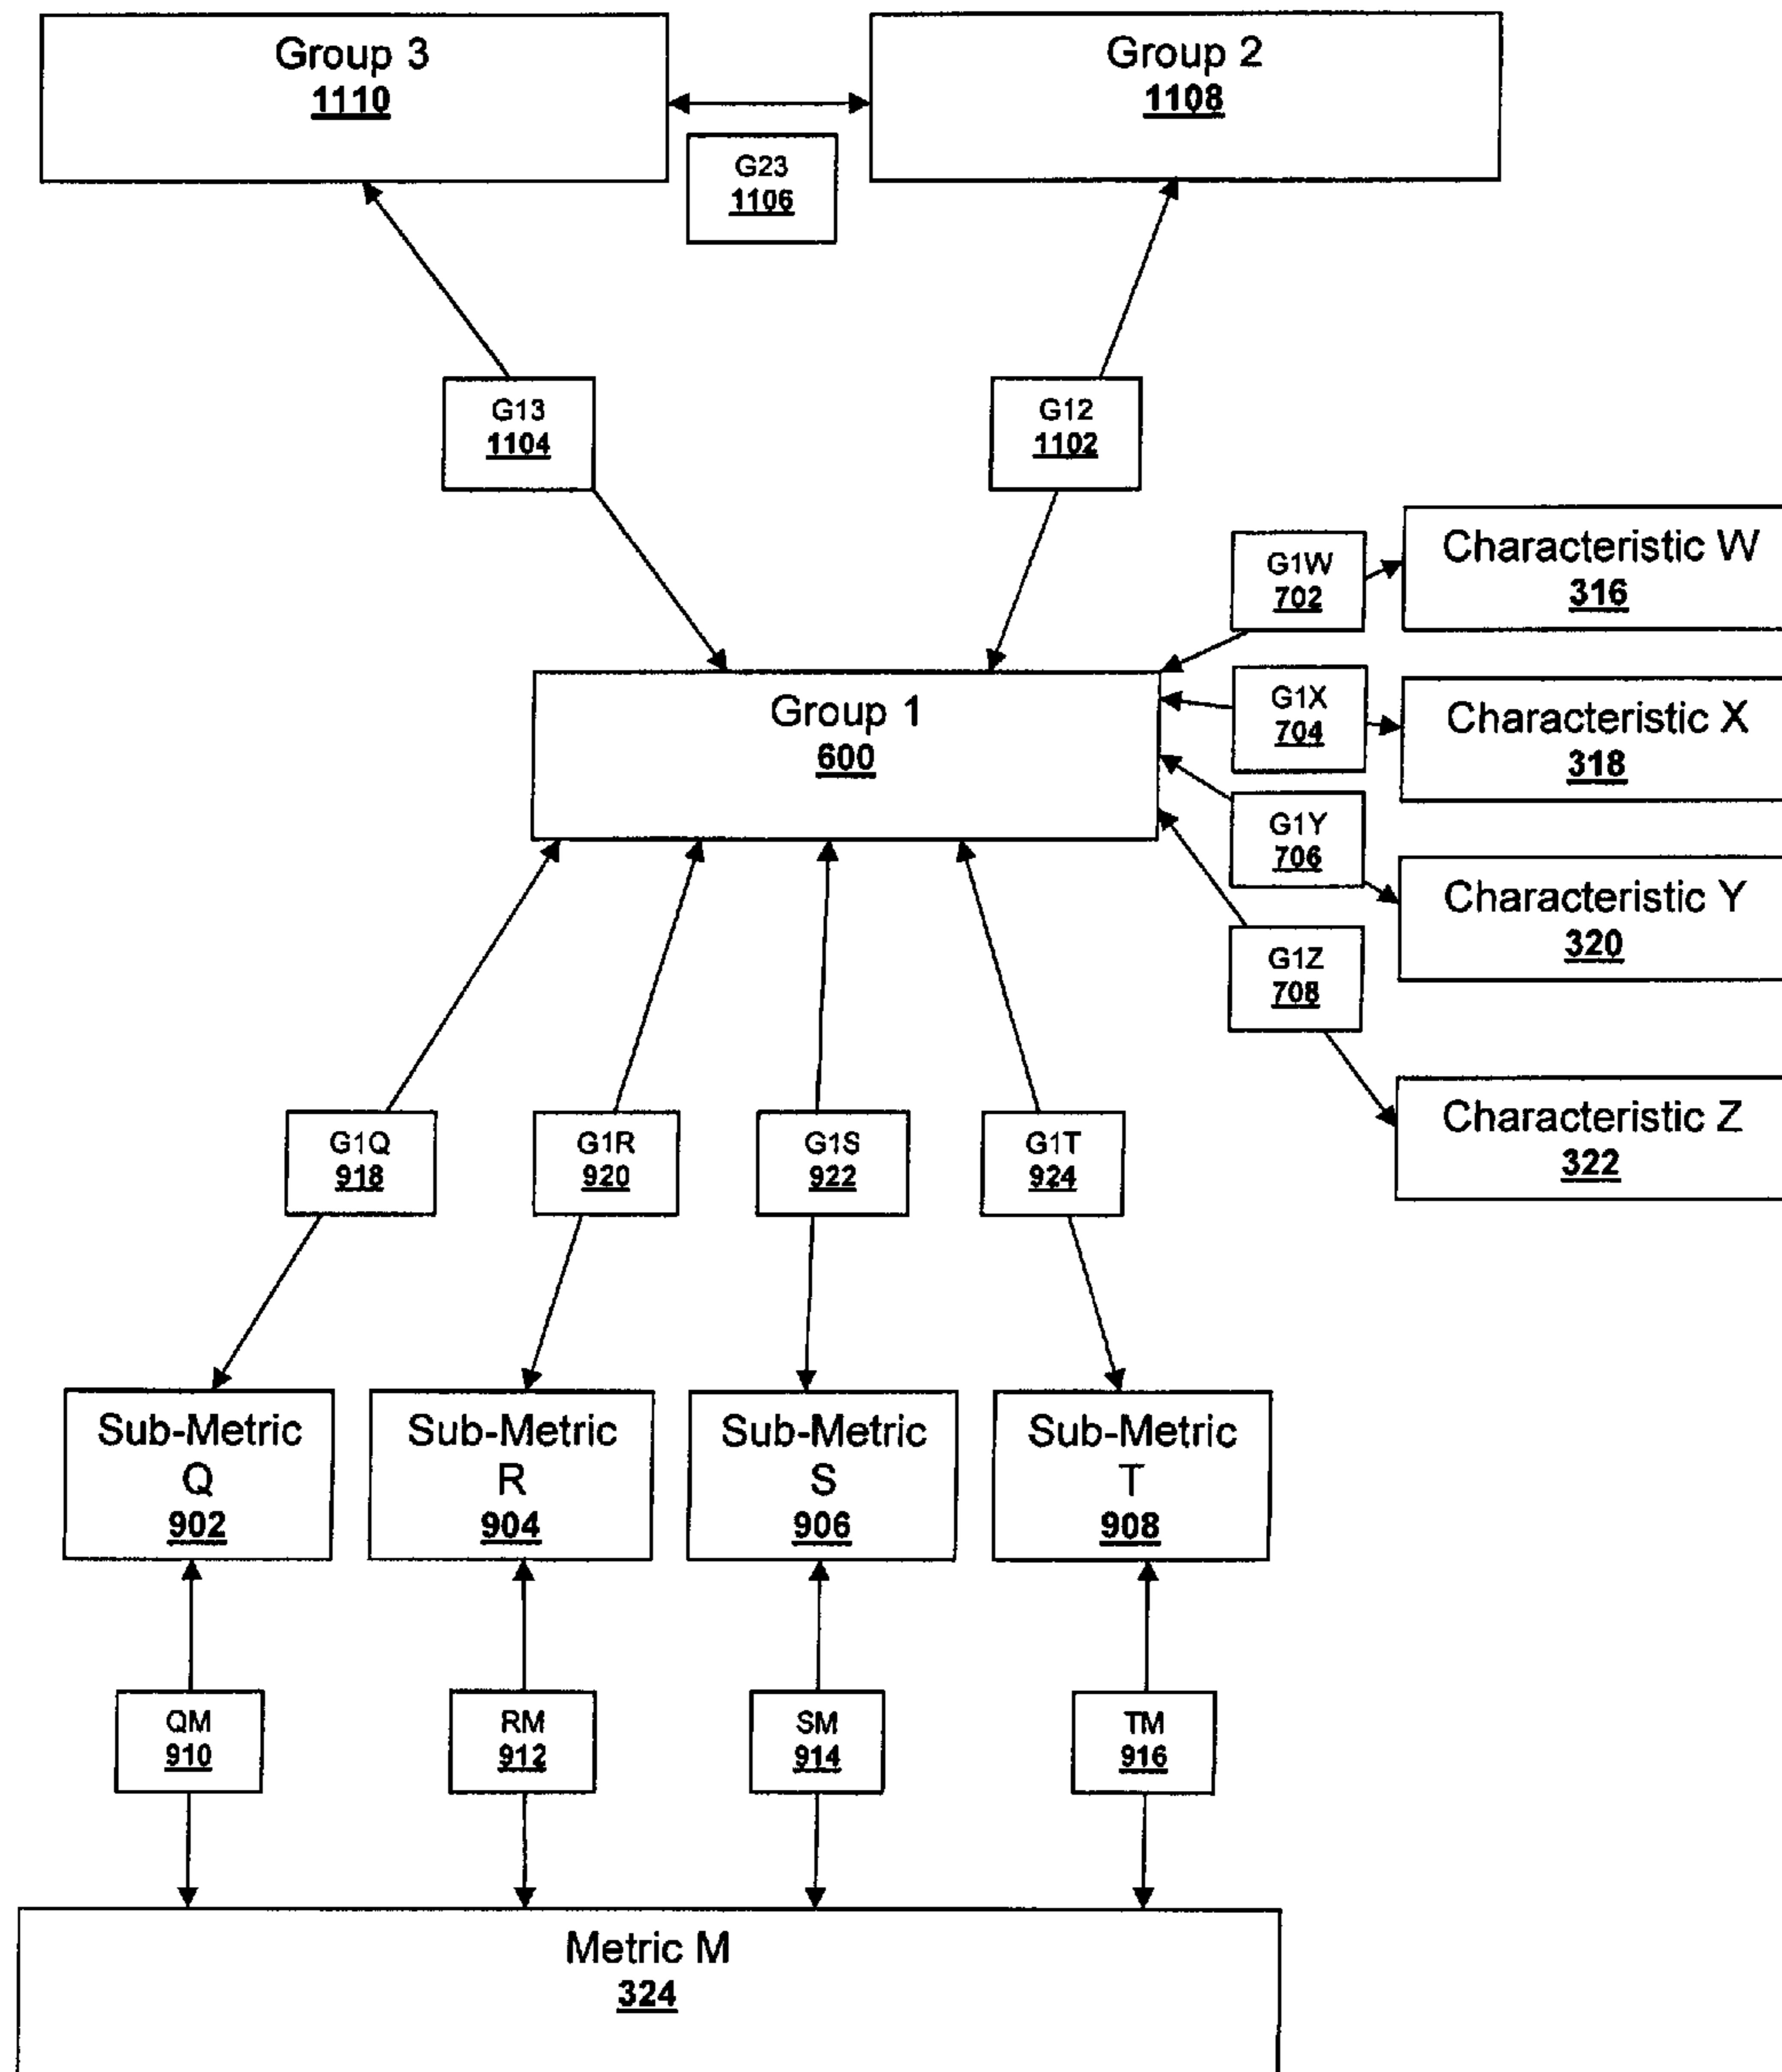 Group 3
1110
Group 2
1108
G23
1106
G13
1104
G12
1102
G1W
702
Characteristic W
316
Group 1
600
G1X
704
Characteristic X
318
G1Y
706
Characteristic Y
320
G1Z
708
Characteristic Z
322
G1Q
918
G1R
920
G1S
922
G1T
924
Sub-Metric
Q
902
Sub-Metric
R
904
Sub-Metric
S
906
Sub-Metric
T
908
QM
910
RM
912
SM
914
TM
916
Metric M
324